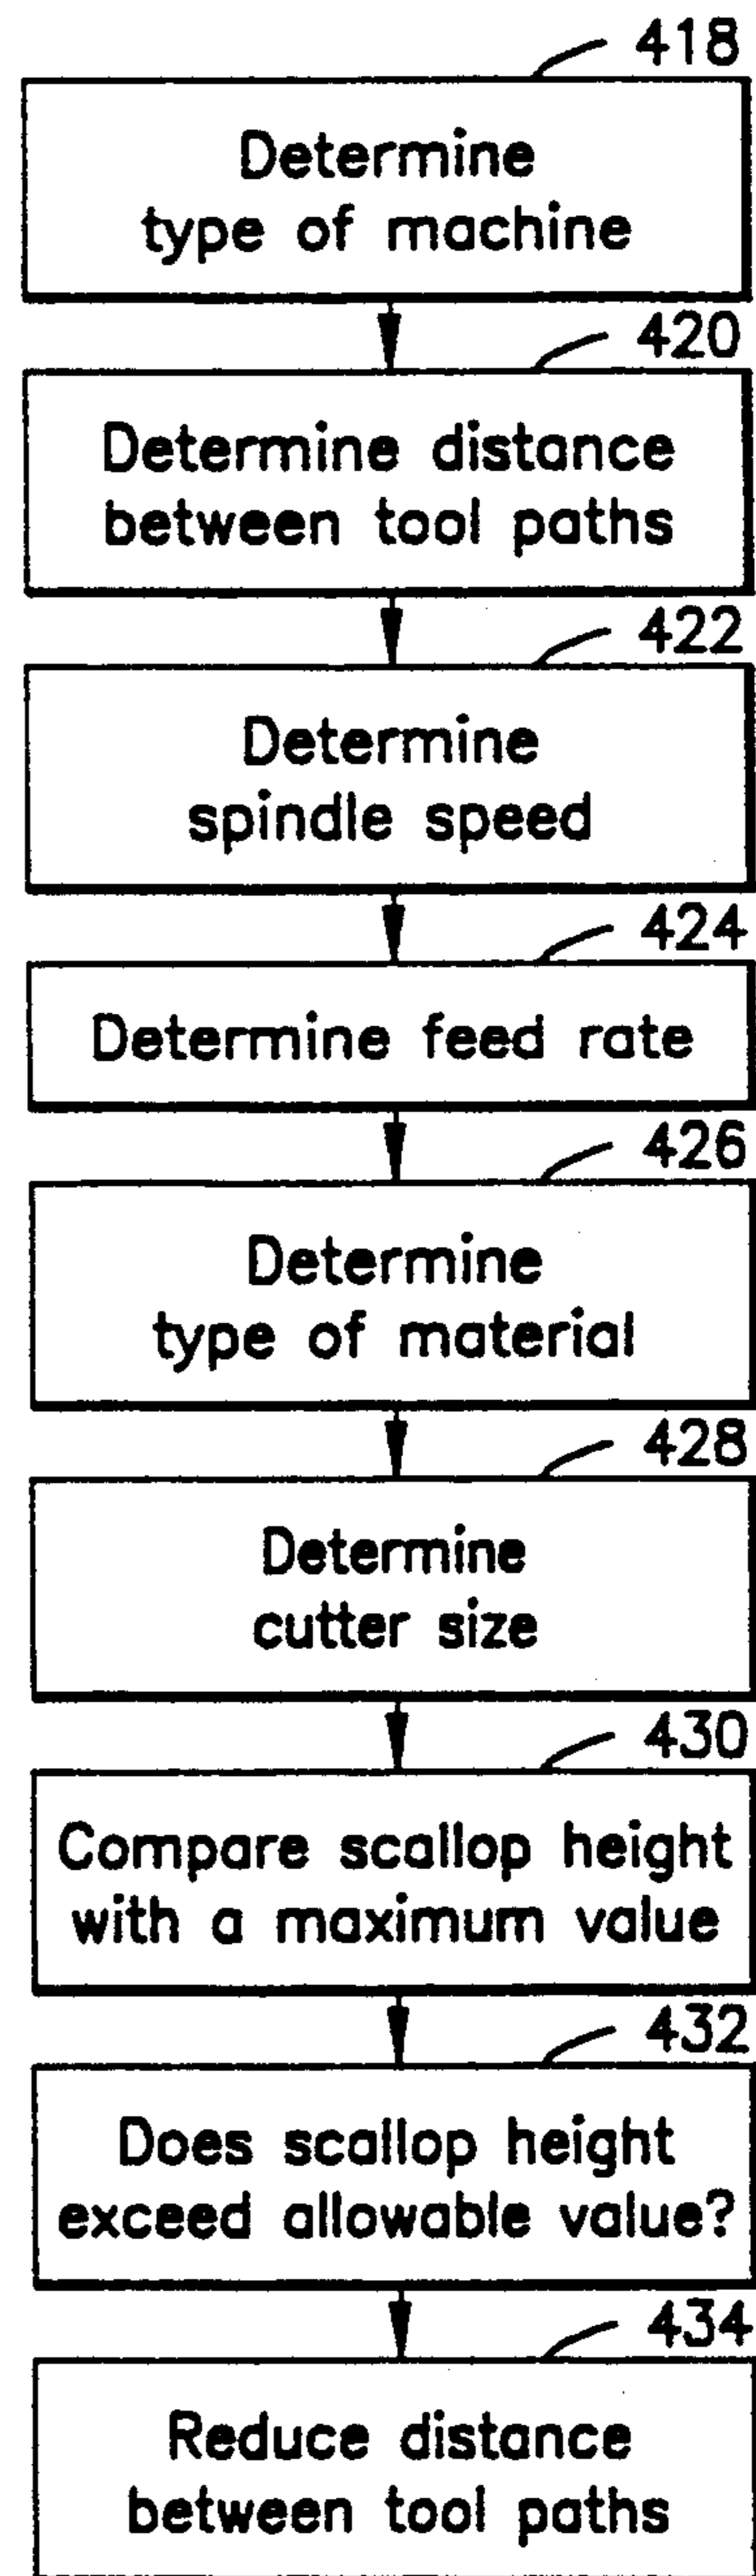 418
Determine
type of machine
420
Determine distance
between tool paths
422
Determine
spindle speed
424
Determine feed rate
426
Determine
type of material
428
Determine
cutter size
430
Compare scallop height
with a maximum value
432
Does scallop height
exceed allowable value?
434
Reduce distance
between tool paths